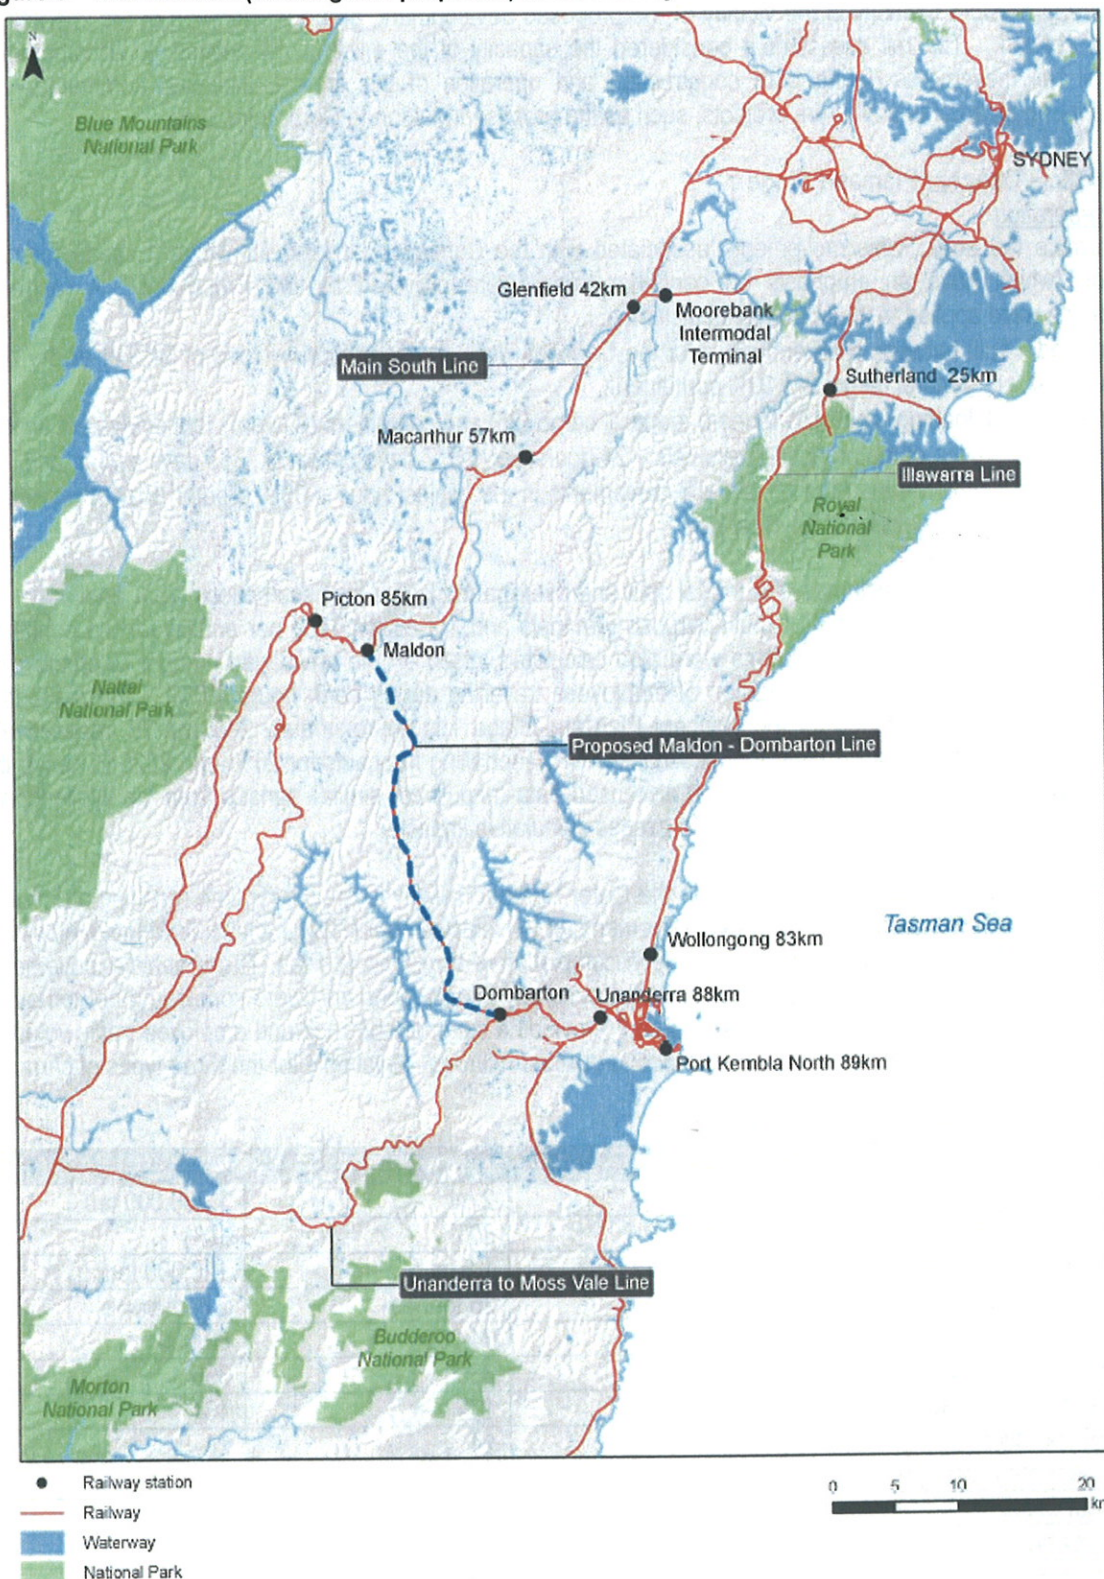 N
Blue Mountains
National Park
SYDNEY
Glenfield 42km
Moorebank
Intermodal
Terminal
Main South Line
Sutherland 25km
Macarthur 57km
Illawarra Line
Royal
National
Park
Picton 85km
Maldon
Nattai
National Park
Proposed Maldon - Dombarton Line
Tasman Sea
Wollongong 83km
Dombarton
Unanderra 88km
Port Kembla North 89km
Unanderra to Moss Vale Line
Budderoo
National Park
Morton
National Park
Railway station
Railway
Waterway
National Park
0 5 10 20